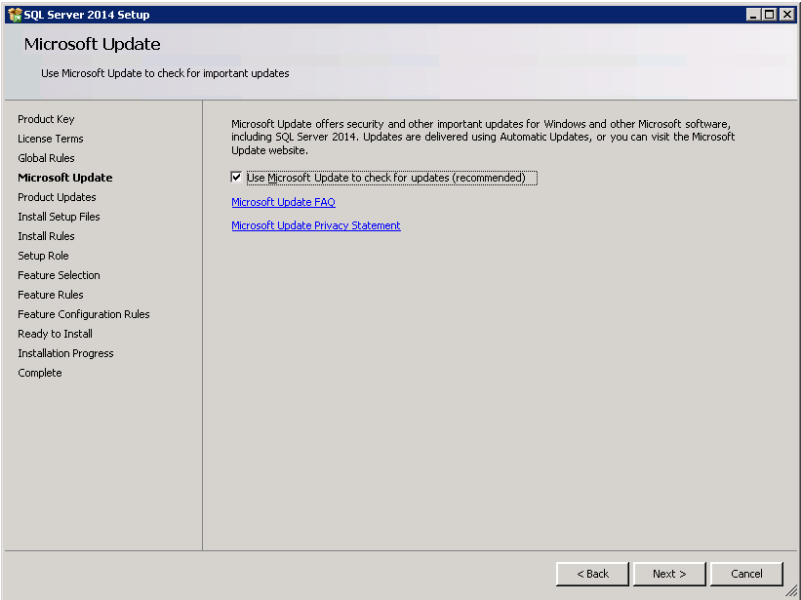 SQL Server 2014 Setup
Microsoft Update
Use Microsoft Update to check for important updates
Product Key
License Terms
Global Rules
Microsoft Update
Product Updates
Install Setup Files
Install Rules
Setup Role
Feature Selection
Feature Rules
Feature Configuration Rules
Ready to Install
Installation Progress
Complete
Microsoft Update offers security and other important updates for Windows and other Microsoft software,
including SQL Server 2014. Updates are delivered using Automatic Updates, or you can visit the Microsoft
Update website.
Use Microsoft Update to check for updates (recommended)
Microsoft Update FAQ
Microsoft Update Privacy Statement
< Back
Next >
Cancel